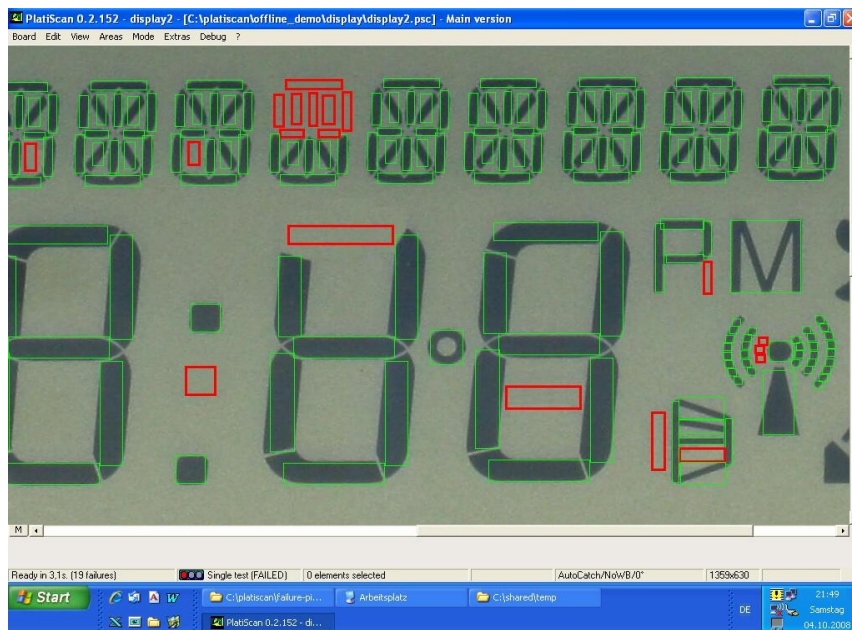 PlatiScan 0.2.152 - display2 - [C:\platiscan\offline_demo\display\display2.psc] - Main version
Board Edit View Areas Mode Extras Debug ?
PM
M
Ready in 3,1s. (19 failures) Single test (FAILED) 0 elements selected AutoCatch/NoWB/0° 1359x630
Start C:\platiscan\failure-pi... Arbeitsplatz C:\shared\temp 21:49
DE Samstag
PlatiScan 0.2.152 - di... 04.10.2008